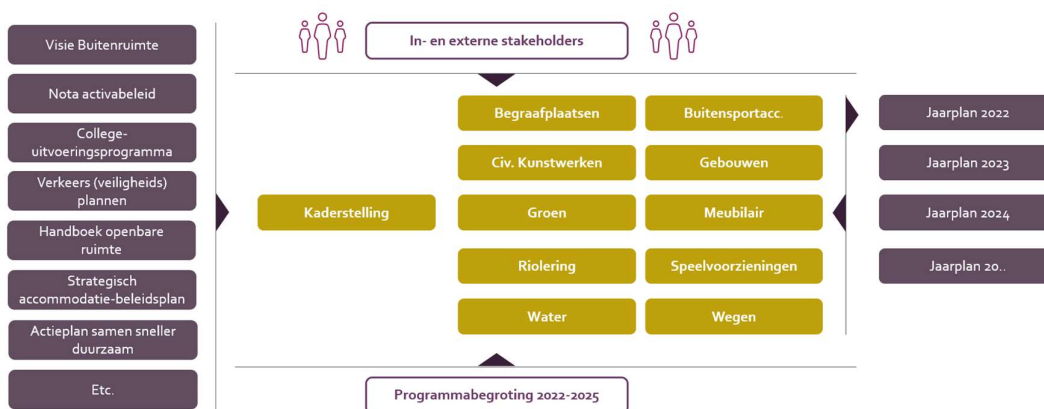 Visie Buitenruimte
Nota activabeleid
College-
uitvoeringsprogramma
Verkeers (veiligheids)
plannen
Handboek openbare
ruimte
Strategisch
accommodatie-beleidsplan
Actieplan samen sneller
duurzaam
Etc.
In- en externe stakeholders
Kaderstelling
Begraafplaatsen
Buitensportacc.
Civ. Kunstwerken
Gebouwen
Groen
Meubilair
Riolering
Speelvoorzieningen
Water
Wegen
Programmabegroting 2022-2025
Jaarplan 2022
Jaarplan 2023
Jaarplan 2024
Jaarplan 20..